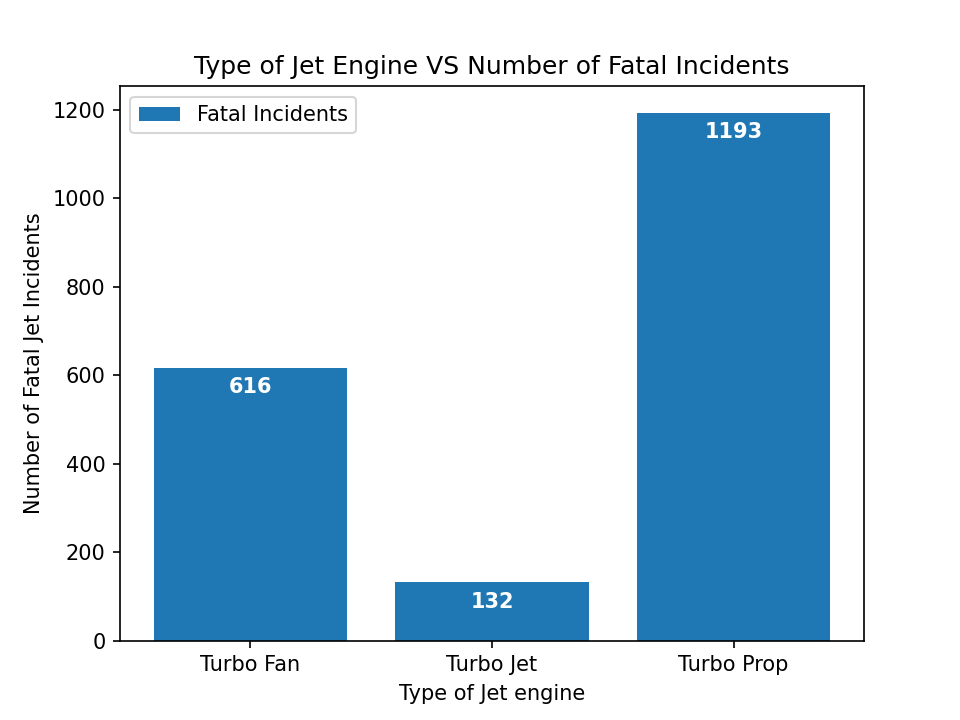 Type of Jet Engine VS Number of Fatal Incidents
Fatal Incidents
Number of Fatal Jet Incidents
1200
1000
800
600
400
200
0
616
132
1193
Turbo Fan
Turbo Jet
Turbo Prop
Type of Jet engine